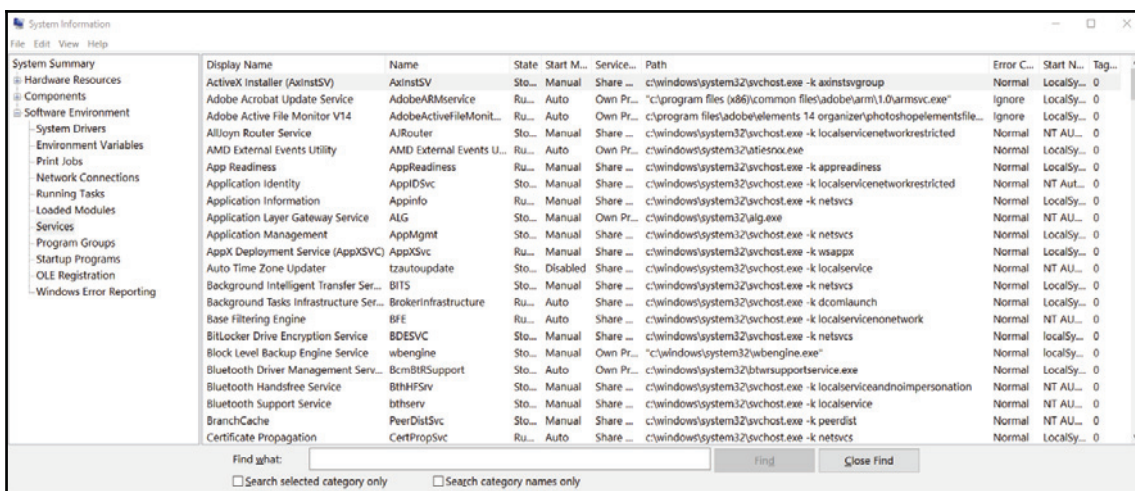 System Information
File Edit View Help
System Summary
Hardware Resources
Components
Software Environment
System Drivers
Environment Variables
Print Jobs
Network Connections
Running Tasks
Loaded Modules
Services
Program Groups
Startup Programs
OLE Registration
Windows Error Reporting
Display Name Name State Start M... Service... Path Error C... Start N... Tag...
ActiveX Installer (AxInstSV) AxInstSV Sto... Manual Share ... c:\windows\system32\svchost.exe -k axinstsvgroup Normal LocalSy... 0
Adobe Acrobat Update Service AdobeARMservice Ru... Auto Own Pr... "c:\program files (x86)\common files\adobe\arm\1.0\armsvc.exe" Ignore LocalSy... 0
Adobe Active File Monitor V14 AdobeActiveFileMonit... Ru... Auto Own Pr... c:\program files\adobe\elements 14 organizer\photoshopelementsfile... Ignore LocalSy... 0
AllJoyn Router Service AJRouter Sto... Manual Share ... c:\windows\system32\svchost.exe -k localservicenetworkrestricted Normal NT AU... 0
AMD External Events Utility AMD External Events U... Ru... Auto Own Pr... c:\windows\system32\atiesrxx.exe Normal LocalSy... 0
App Readiness AppReadiness Sto... Manual Share ... c:\windows\system32\svchost.exe -k appreadiness Normal LocalSy... 0
Application Identity AppIDSvc Sto... Manual Share ... c:\windows\system32\svchost.exe -k localservicenetworkrestricted Normal NT Aut... 0
Application Information Appinfo Ru... Manual Share ... c:\windows\system32\svchost.exe -k netsvcs Normal LocalSy... 0
Application Layer Gateway Service ALG Sto... Manual Own Pr... c:\windows\system32\alg.exe Normal NT AU... 0
Application Management AppMgmt Sto... Manual Share ... c:\windows\system32\svchost.exe -k netsvcs Normal LocalSy... 0
AppX Deployment Service (AppXSVC) AppXSvc Sto... Manual Share ... c:\windows\system32\svchost.exe -k wsappx Normal LocalSy... 0
Auto Time Zone Updater tzautoupdate Sto... Disabled Share ... c:\windows\system32\svchost.exe -k localservice Normal NT AU... 0
Background Intelligent Transfer Ser... BITS Sto... Manual Share ... c:\windows\system32\svchost.exe -k netsvcs Normal LocalSy... 0
Background Tasks Infrastructure Ser... BrokerInfrastructure Ru... Auto Share ... c:\windows\system32\svchost.exe -k dcomlaunch Normal LocalSy... 0
Base Filtering Engine BFE Ru... Auto Share ... c:\windows\system32\svchost.exe -k localservicenonetwork Normal NT AU... 0
BitLocker Drive Encryption Service BDESVC Sto... Manual Share ... c:\windows\system32\svchost.exe -k netsvcs Normal localSy... 0
Block Level Backup Engine Service wbengine Sto... Manual Own Pr... "c:\windows\system32\wbengine.exe" Normal localSy... 0
Bluetooth Driver Management Serv... BcmBtRSupport Sto... Auto Own Pr... c:\windows\system32\btwrsupportservice.exe Normal LocalSy... 0
Bluetooth Handsfree Service BthHFSrv Sto... Manual Share ... c:\windows\system32\svchost.exe -k localserviceandnoimpersonation Normal NT AU... 0
Bluetooth Support Service bthserv Sto... Manual Share ... c:\windows\system32\svchost.exe -k localservice Normal NT AU... 0
BranchCache PeerDistSvc Sto... Manual Share ... c:\windows\system32\svchost.exe -k peerdist Normal NT AU... 0
Certificate Propagation CertPropSvc Ru... Auto Share ... c:\windows\system32\svchost.exe -k netsvcs Normal LocalSy... 0
Find what: Find Close Find
Search selected category only Search category names only